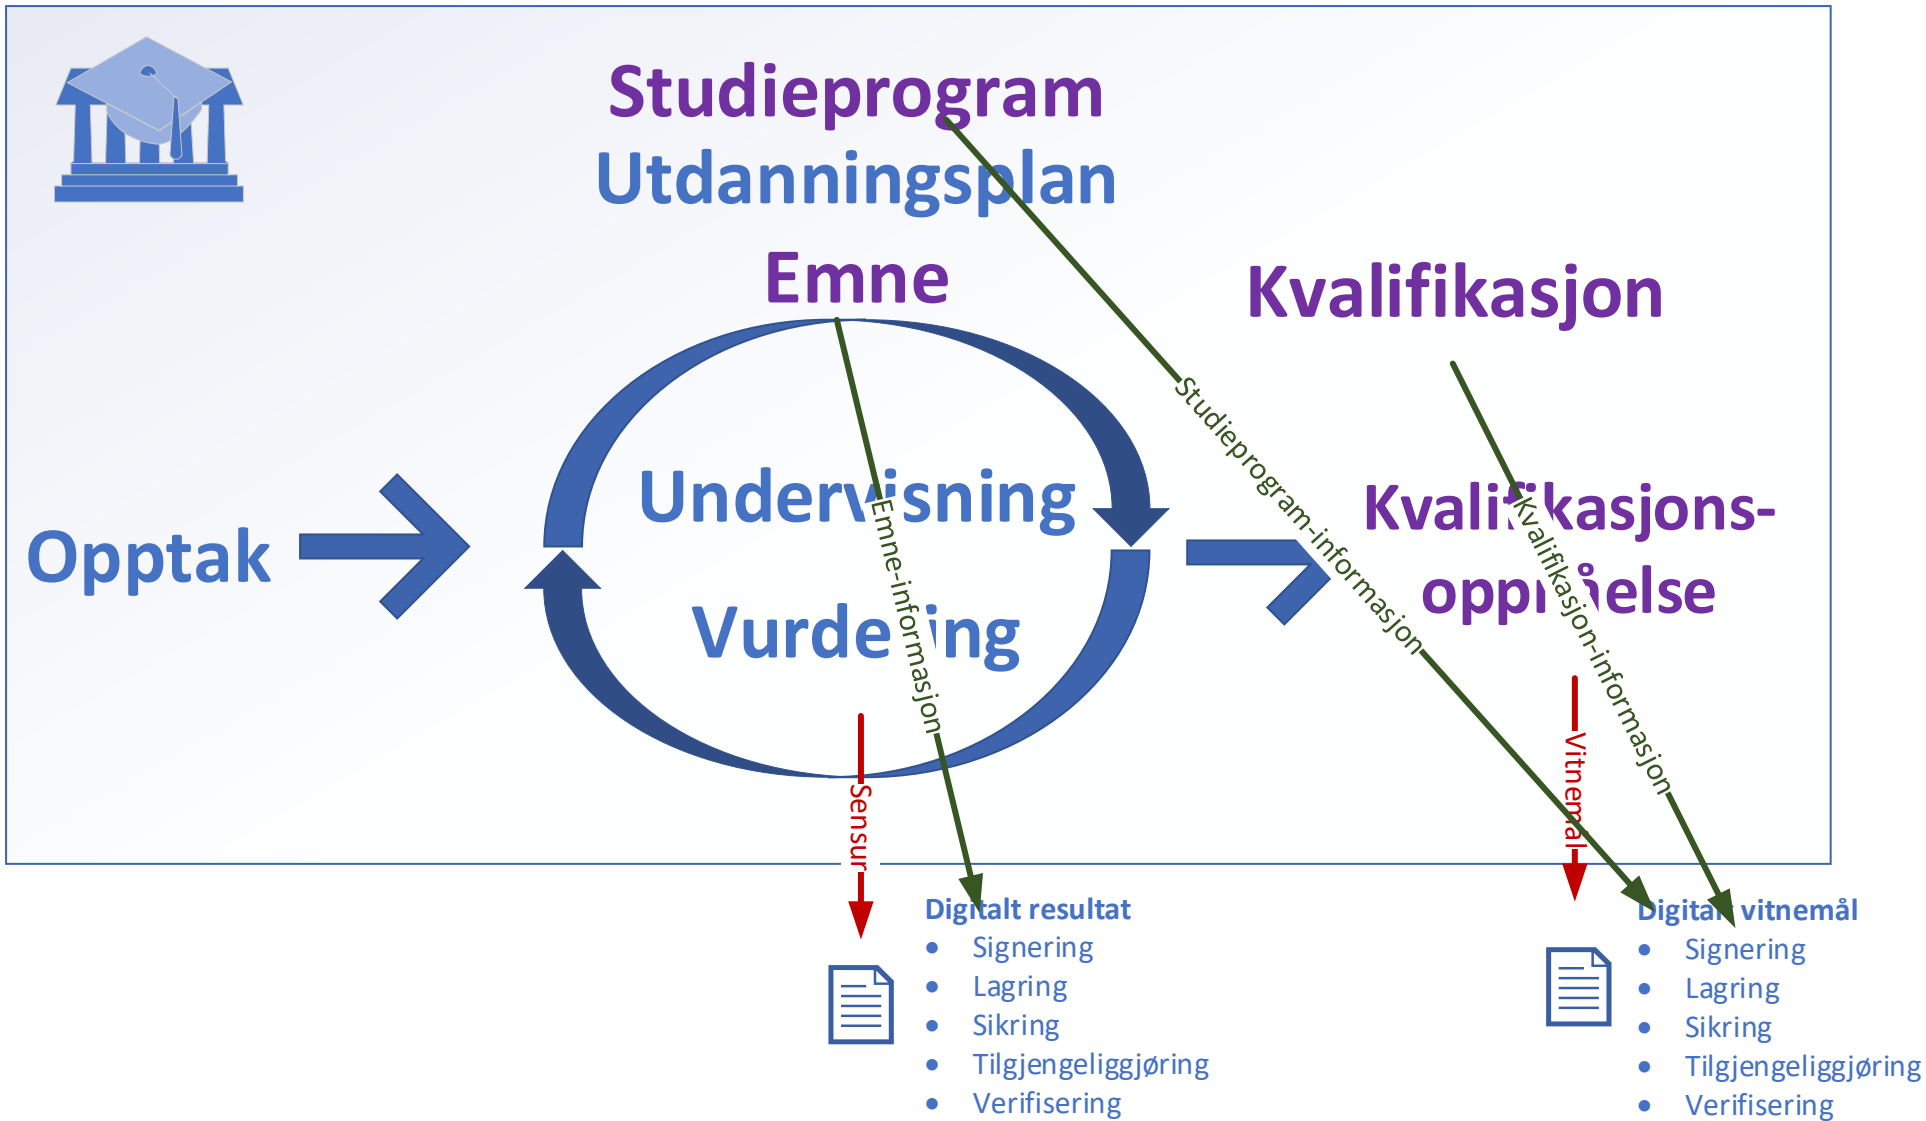 Studieprogram
Utdanningsplan
Emne
Kvalifikasjon
Opptak
Undervisning
Vurdering
Kvalifikasjons-
oppnåelse
Emne-informasjon
Studieprogram-informasjon
Kvalifikasjon-informasjon
Sensur
Vitnemål
Digitalt resultat
• Signering
• Lagring
• Sikring
• Tilgjengeliggjøring
• Verifisering
Digitalt vitnemål
• Signering
• Lagring
• Sikring
• Tilgjengeliggjøring
• Verifisering